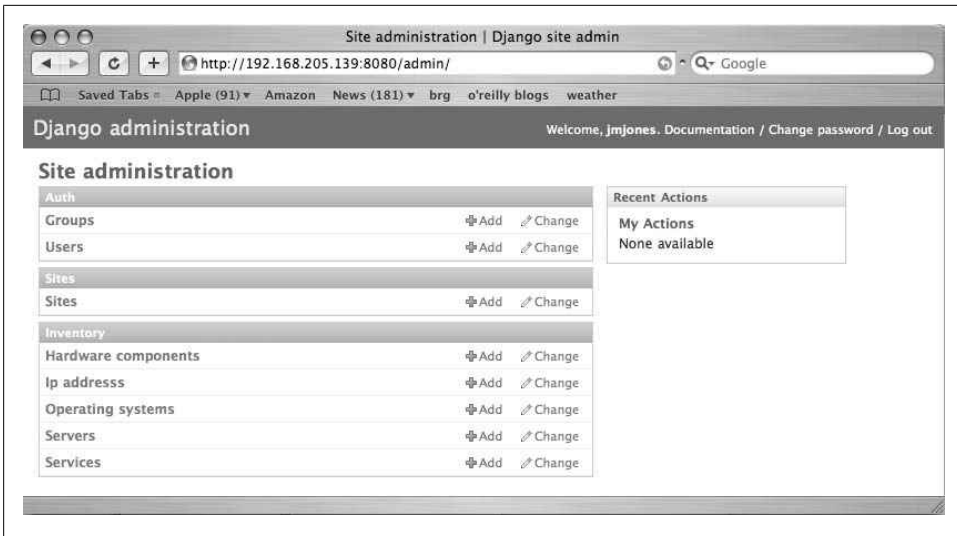 Site administration | Django site admin
http://192.168.205.139:8080/admin/
Google
Saved Tabs Apple (91) Amazon News (181) brg o'reilly blogs weather
Django administration
Welcome, jmjones. Documentation / Change password / Log out
Site administration
Auth
Groups Add Change
Users Add Change
Sites
Sites Add Change
Inventory
Hardware components Add Change
Ip addresss Add Change
Operating systems Add Change
Servers Add Change
Services Add Change
Recent Actions
My Actions
None available